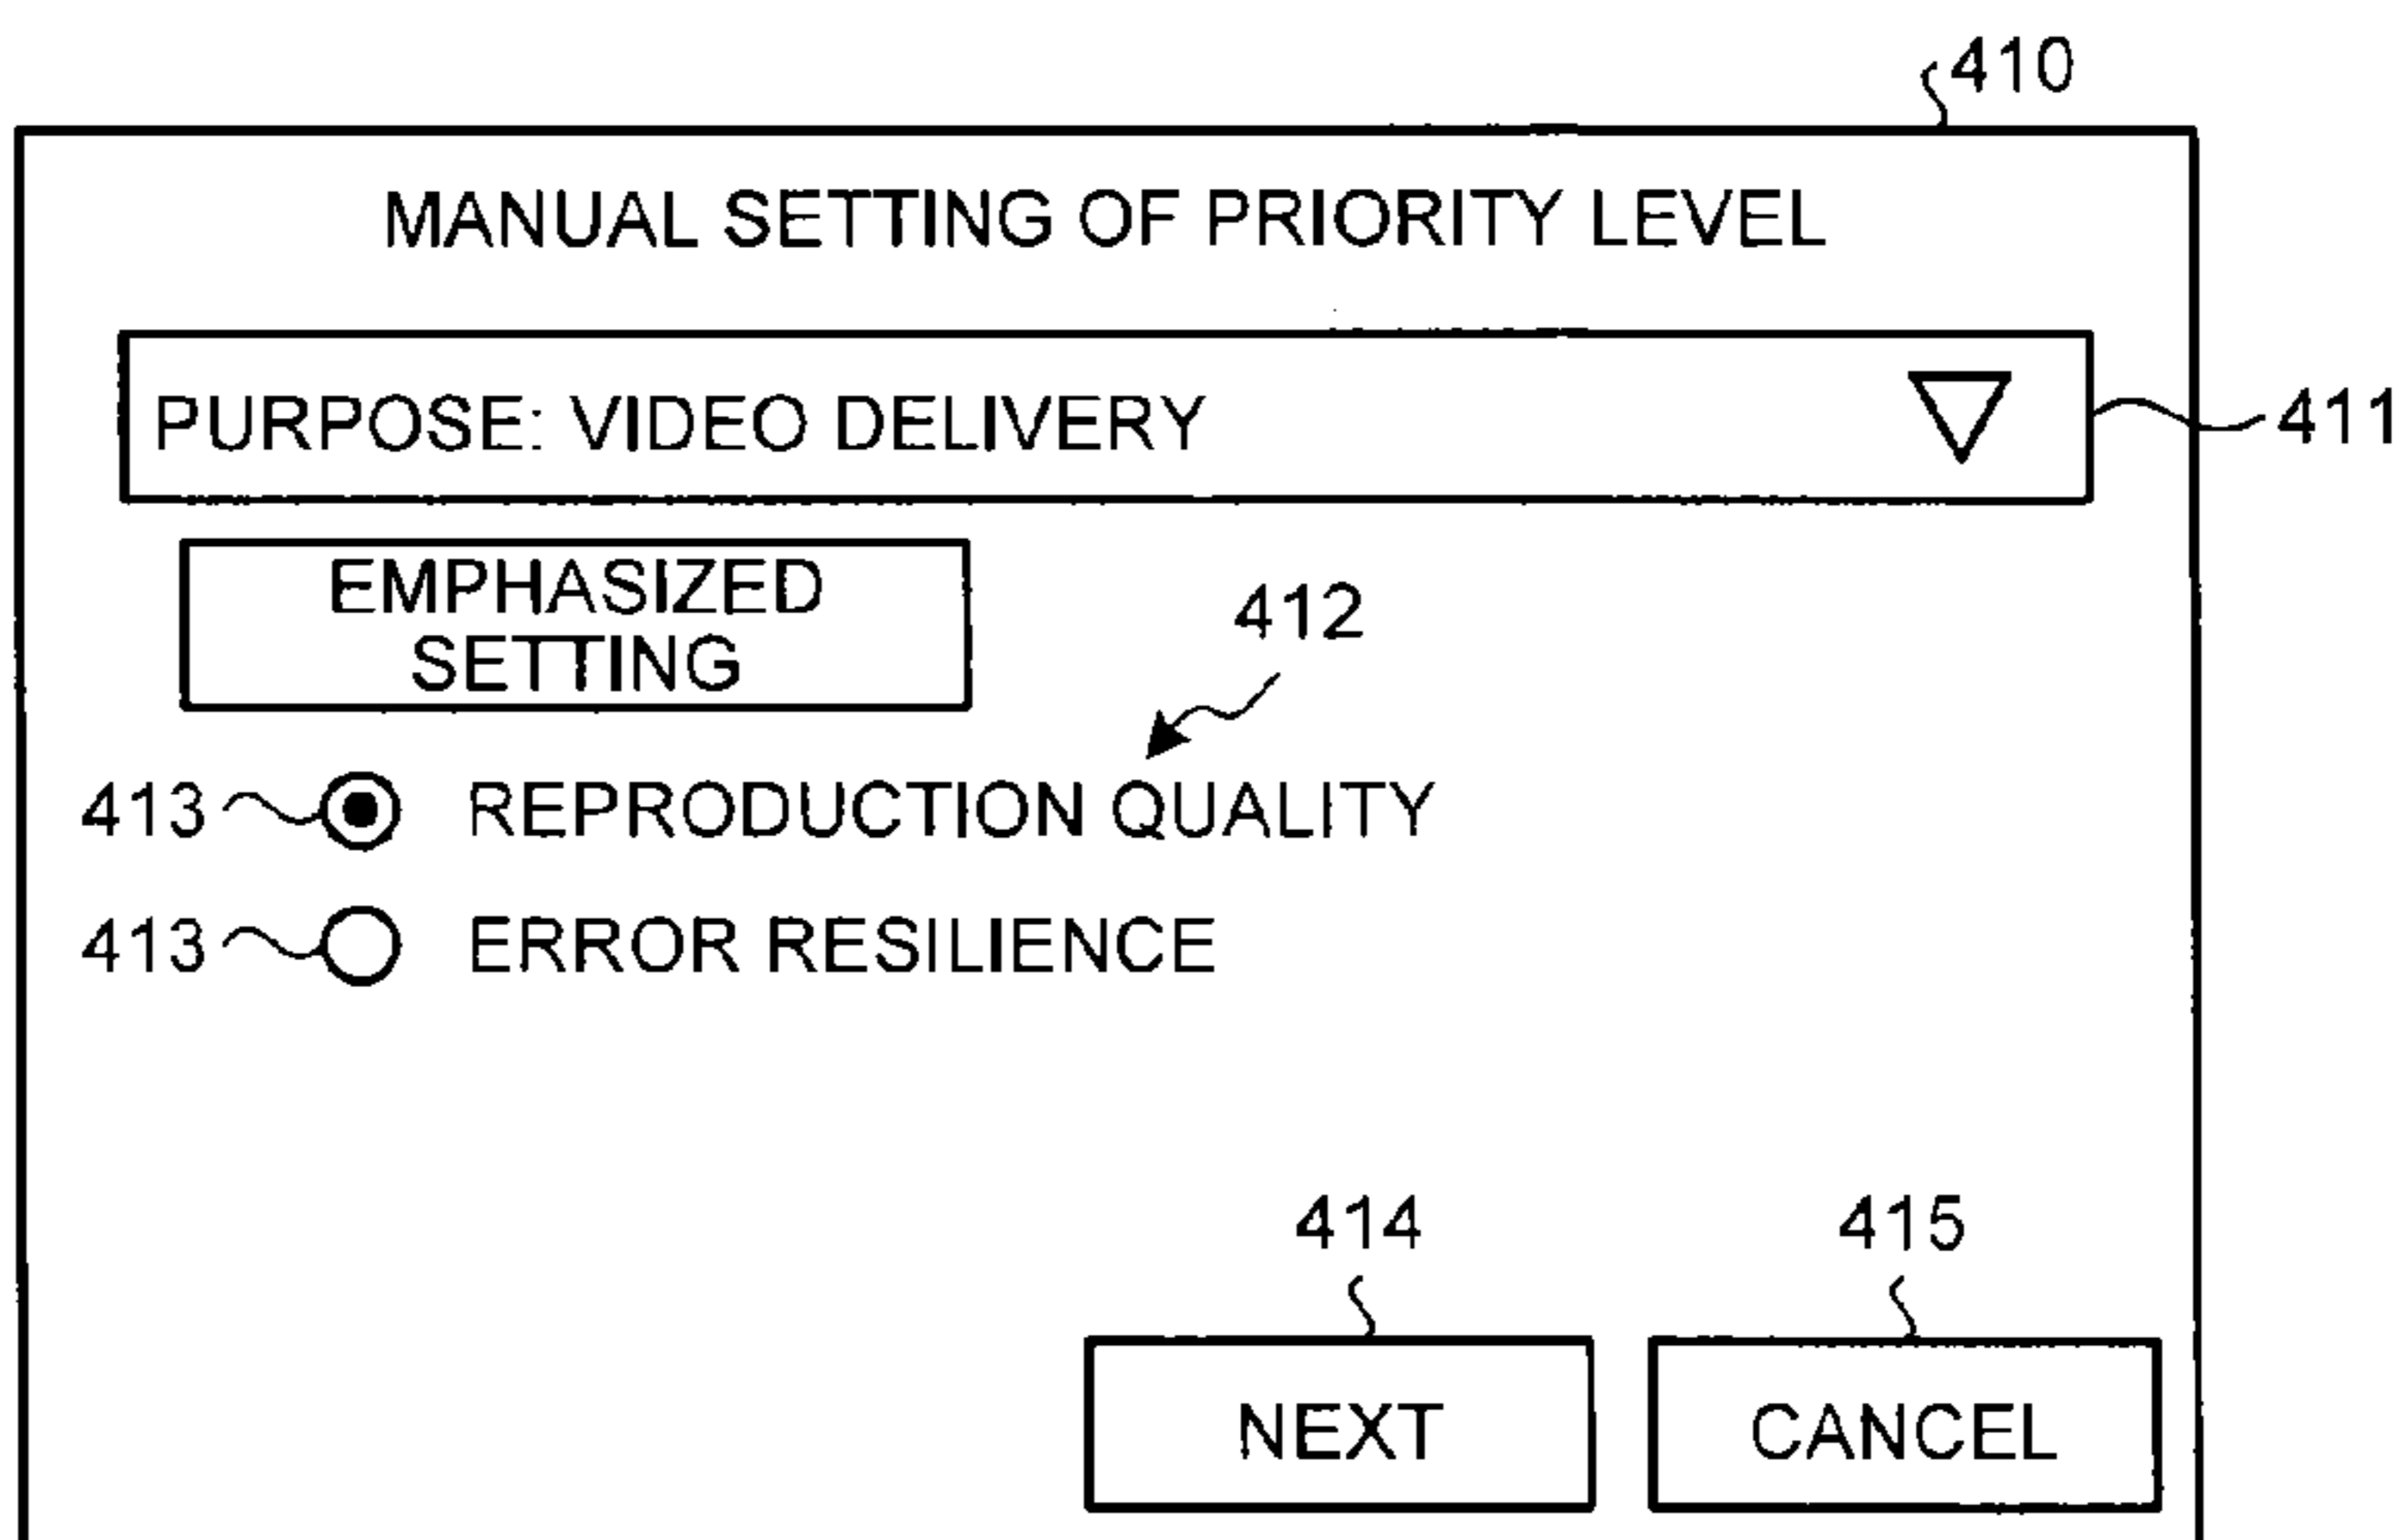 410
MANUAL SETTING OF PRIORITY LEVEL
PURPOSE: VIDEO DELIVERY
411
EMPHASIZED
SETTING
412
413 REPRODUCTION QUALITY
413 ERROR RESILIENCE
414 415
NEXT CANCEL